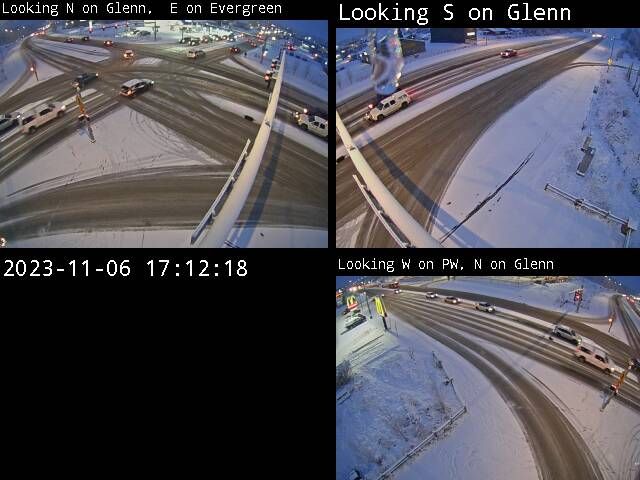 Looking N on Glenn,  E on Evergreen
Looking S on Glenn
2023-11-06 17:12:18
Looking W on PW, N on Glenn